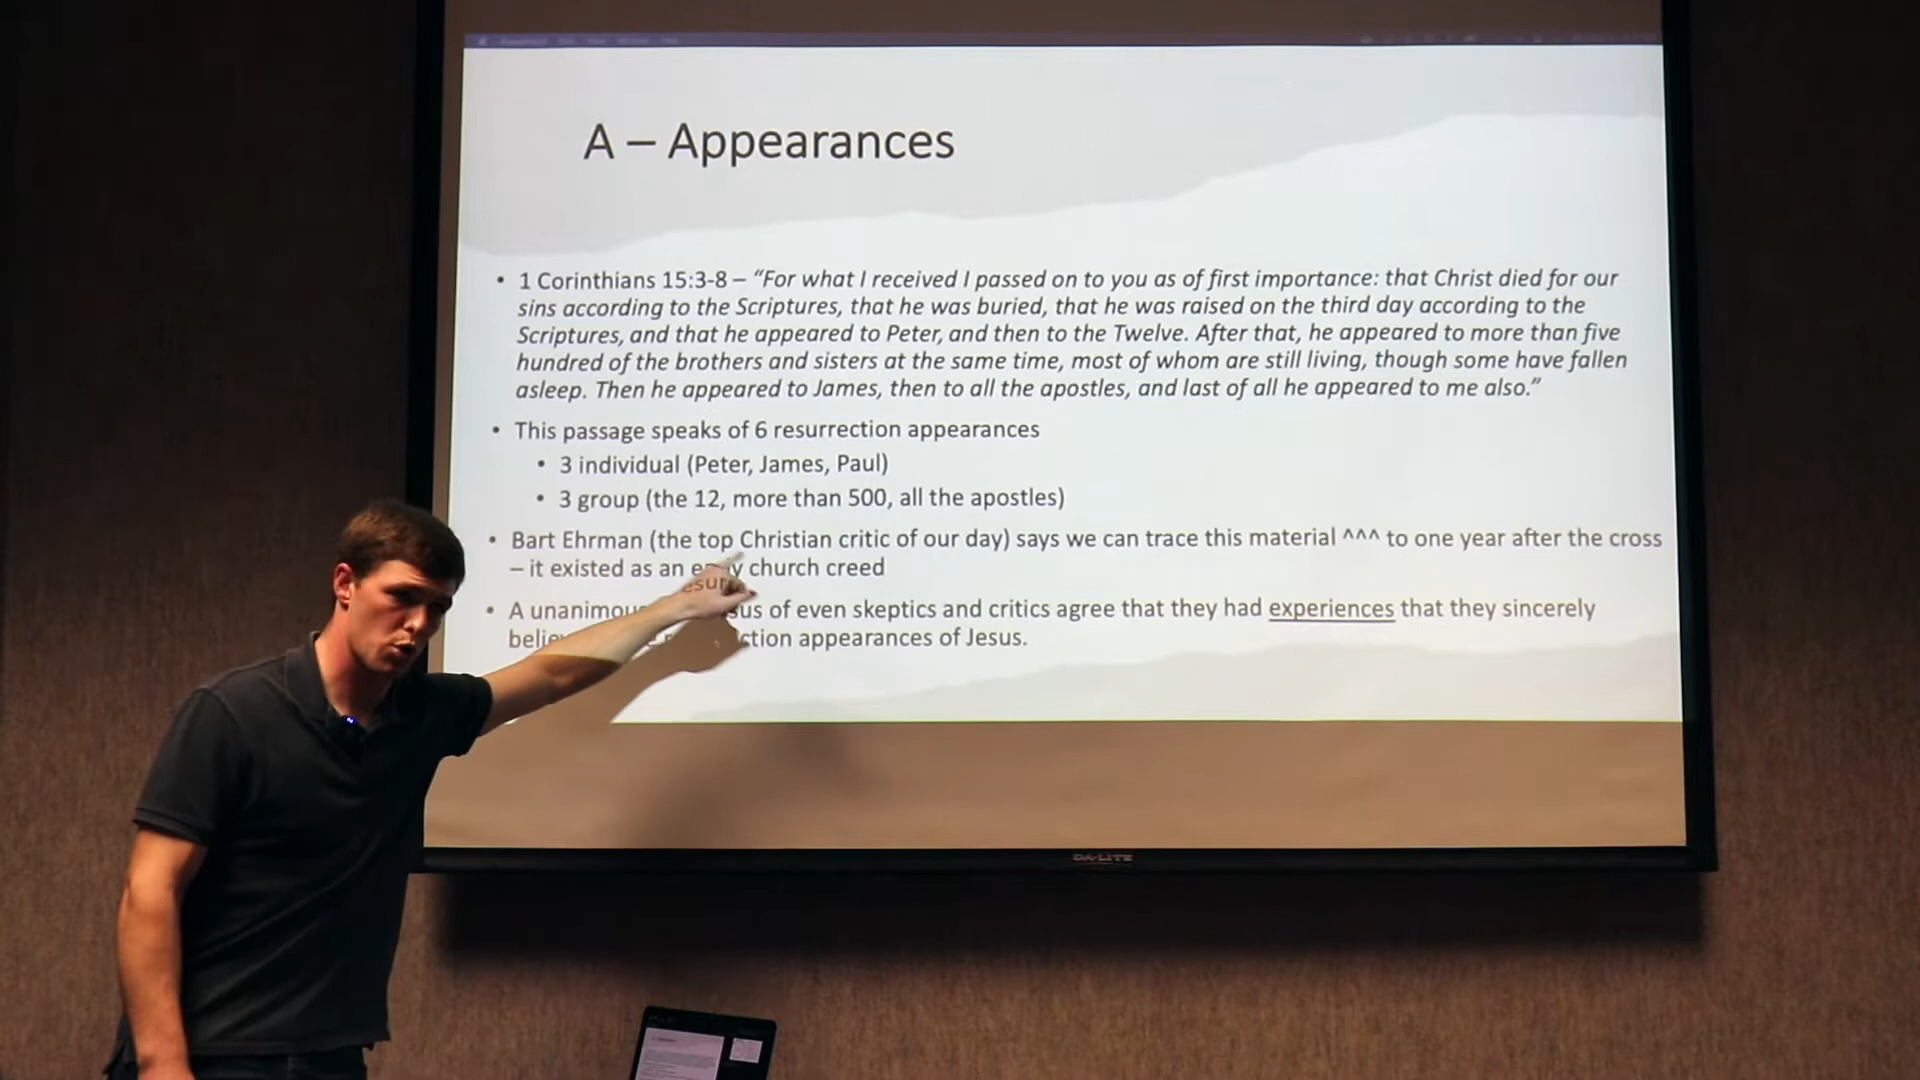 A – Appearances
• 1 Corinthians 15:3-8 – “For what I received I passed on to you as of first importance: that Christ died for our
sins according to the Scriptures, that he was buried, that he was raised on the third day according to the
Scriptures, and that he appeared to Peter, and then to the Twelve. After that, he appeared to more than five
hundred of the brothers and sisters at the same time, most of whom are still living, though some have fallen
asleep. Then he appeared to James, then to all the apostles, and last of all he appeared to me also.”
• This passage speaks of 6 resurrection appearances
• 3 individual (Peter, James, Paul)
• 3 group (the 12, more than 500, all the apostles)
• Bart Ehrman (the top Christian critic of our day) says we can trace this material ^^^ to one year after the cross
– it existed as an church creed
• A of even skeptics and critics agree that they had experiences that they sincerely
appearances of Jesus.
DA-LITE